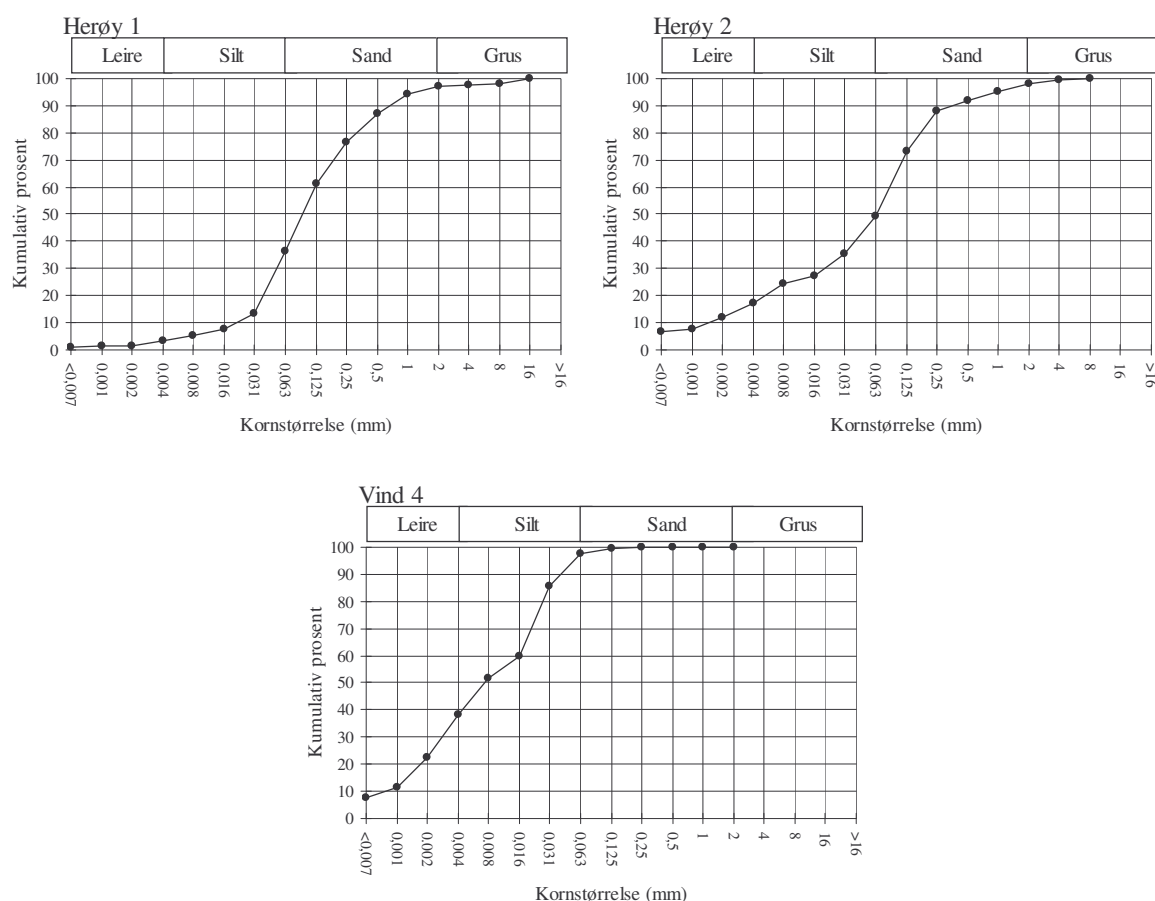 Herøy 1
Leire Silt Sand Grus
100
90
80
70
60
50
40
30
20
10
0
Kumulativ prosent
<0,007 0,001 0,002 0,004 0,008 0,016 0,031 0,063 0,125 0,25 0,5 1 2 4 8 16 >16
Kornstørrelse (mm)
Herøy 2
Leire Silt Sand Grus
100
90
80
70
60
50
40
30
20
10
0
Kumulativ prosent
<0,007 0,001 0,002 0,004 0,008 0,016 0,031 0,063 0,125 0,25 0,5 1 2 4 8 16 >16
Kornstørrelse (mm)
Vind 4
Leire Silt Sand Grus
100
90
80
70
60
50
40
30
20
10
0
Kumulativ prosent
<0,007 0,001 0,002 0,004 0,008 0,016 0,031 0,063 0,125 0,25 0,5 1 2 4 8 16 >16
Kornstørrelse (mm)